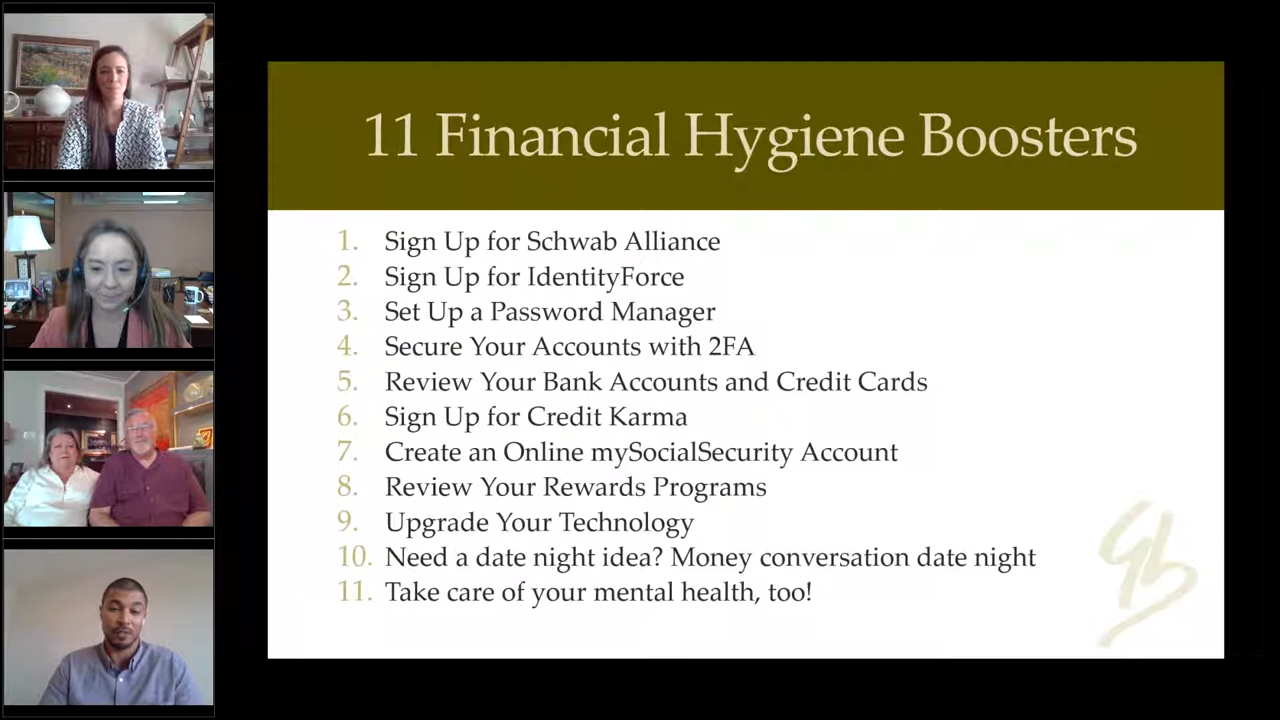 11 Financial Hygiene Boosters
1. Sign Up for Schwab Alliance
2. Sign Up for IdentityForce
3. Set Up a Password Manager
4. Secure Your Accounts with 2FA
5. Review Your Bank Accounts and Credit Cards
6. Sign Up for Credit Karma
7. Create an Online mySocialSecurity Account
8. Review Your Rewards Programs
9. Upgrade Your Technology
10. Need a date night idea? Money conversation date night
11. Take care of your mental health, too!
gb